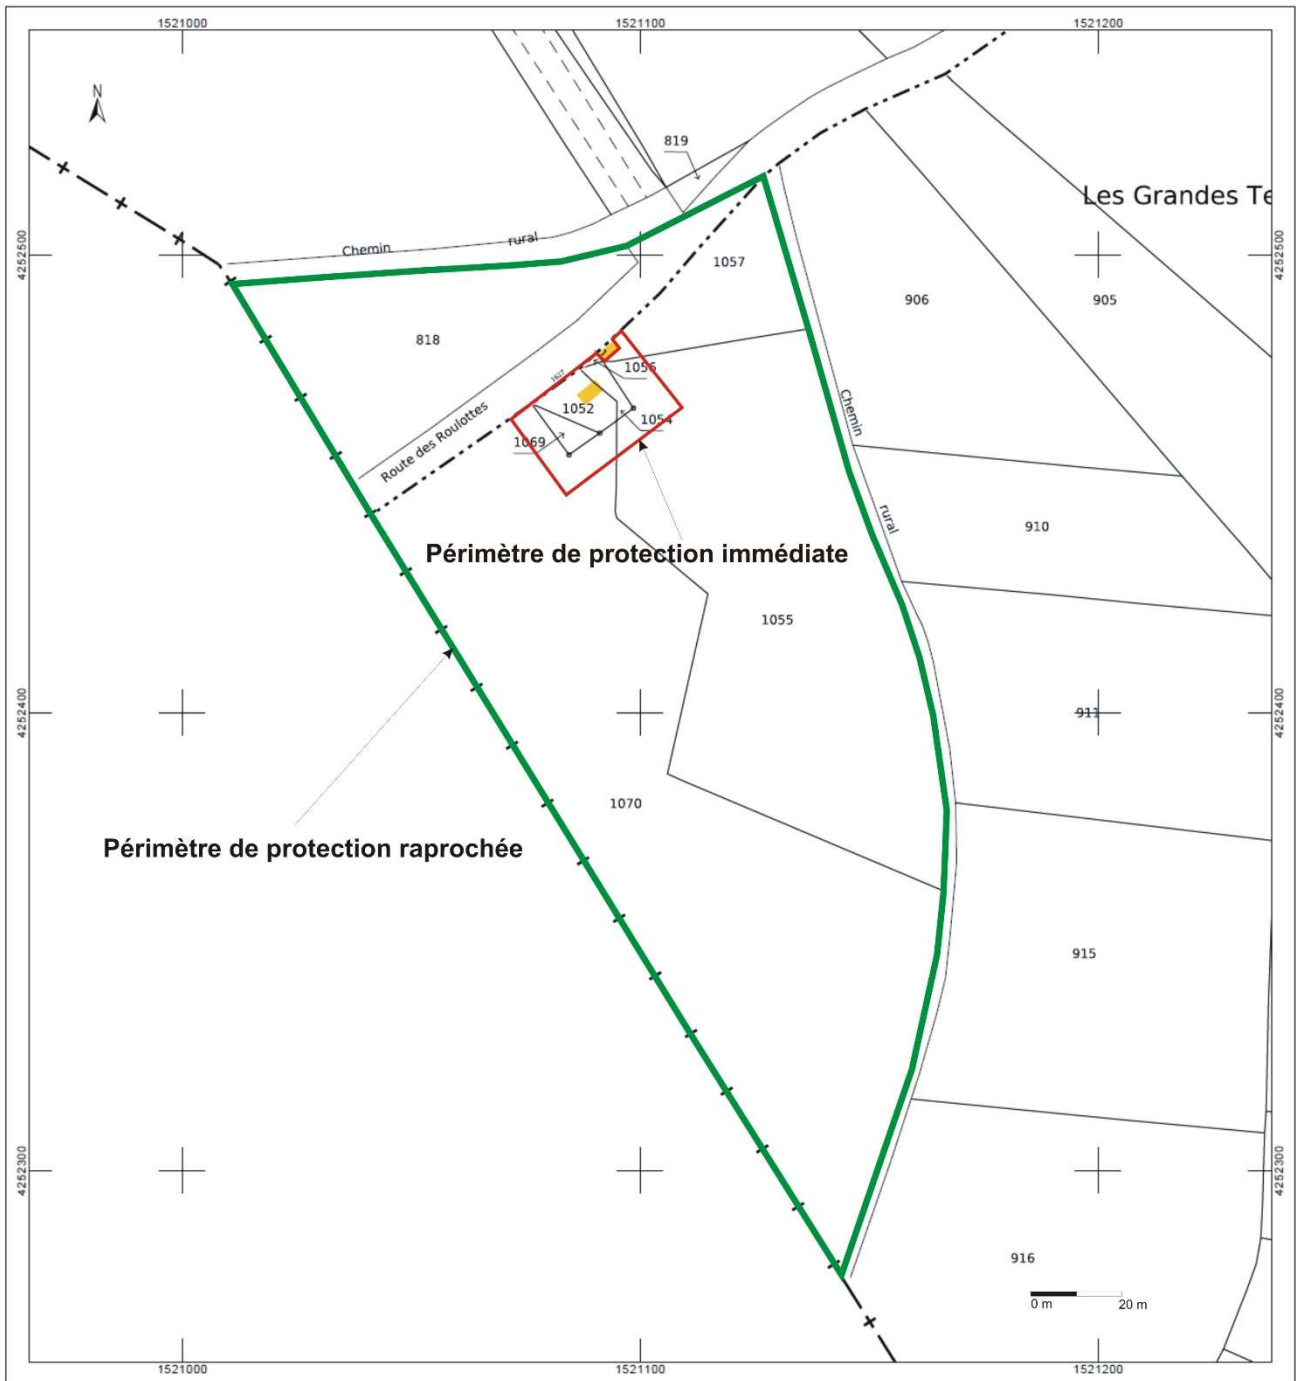 1521000
1521100
1521200
N
819
Les Grandes Te
Chemin
rural
4252500
1057
4252500
906
905
818
1627
1056
1052
1054
1069
Chemin
Route des Roulottes
rural
910
Périmètre de protection immédiate
1055
4252400
911
4252400
1070
Périmètre de protection raprochée
915
4252300
4252300
916
0 m
20 m
1521000
1521100
1521200